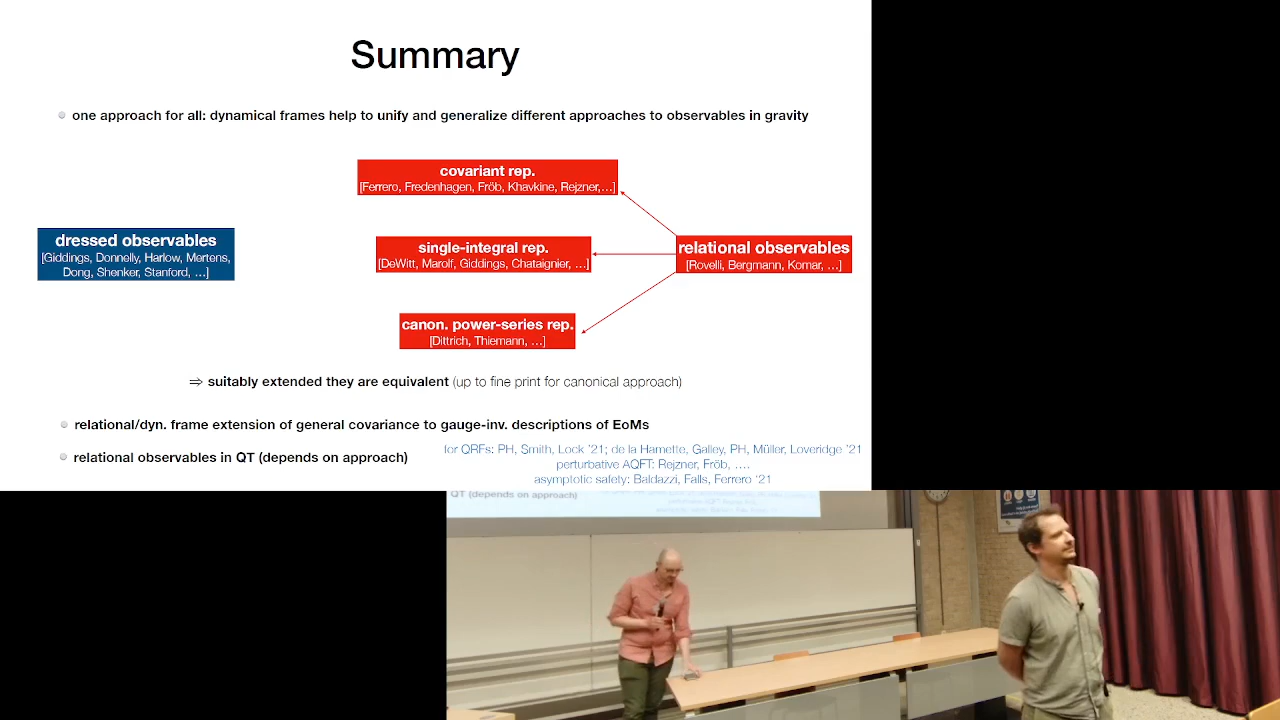 Summary
one approach for all: dynamical frames help to unify and generalize different approaches to observables in gravity
covariant rep.
[Ferrero, Fredenhagen, Fröb, Khavkine, Rejzner,...]
dressed observables
[Giddings, Donnelly, Harlow, Mertens,
Dong, Shenker, Stanford, ...]
single-integral rep.
[DeWitt, Marolf, Giddings, Chataignier, ...]
relational observables
[Rovelli, Bergmann, Komar, ...]
canon. power-series rep.
[Dittrich, Thiemann, ...]
⇒ suitably extended they are equivalent (up to fine print for canonical approach)
relational/dyn. frame extension of general covariance to gauge-inv. descriptions of EoMs
relational observables in QT (depends on approach)
for QRFs: PH, Smith, Lock '21; de la Hamette, Galley, PH, Müller, Loveridge '21
perturbative AQFT: Rejzner, Fröb, ....
asymptotic safety: Baldazzi, Falls, Ferrero '21
QT (depends on approach)